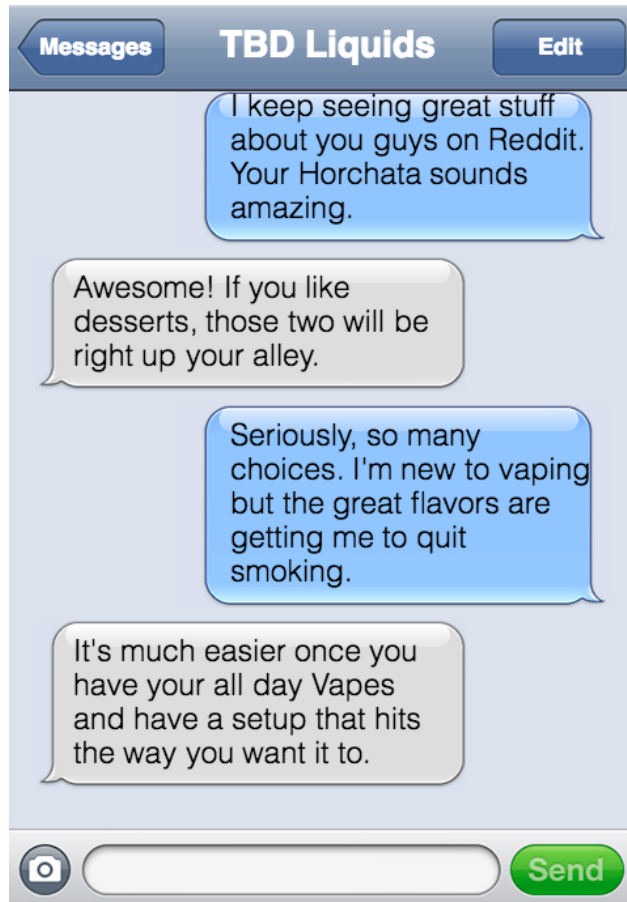 Messages
TBD Liquids
Edit
I keep seeing great stuff
about you guys on Reddit.
Your Horchata sounds
amazing.
Awesome! If you like
desserts, those two will be
right up your alley.
Seriously, so many
choices. I'm new to vaping
but the great flavors are
getting me to quit
smoking.
It's much easier once you
have your all day Vapes
and have a setup that hits
the way you want it to.
Send